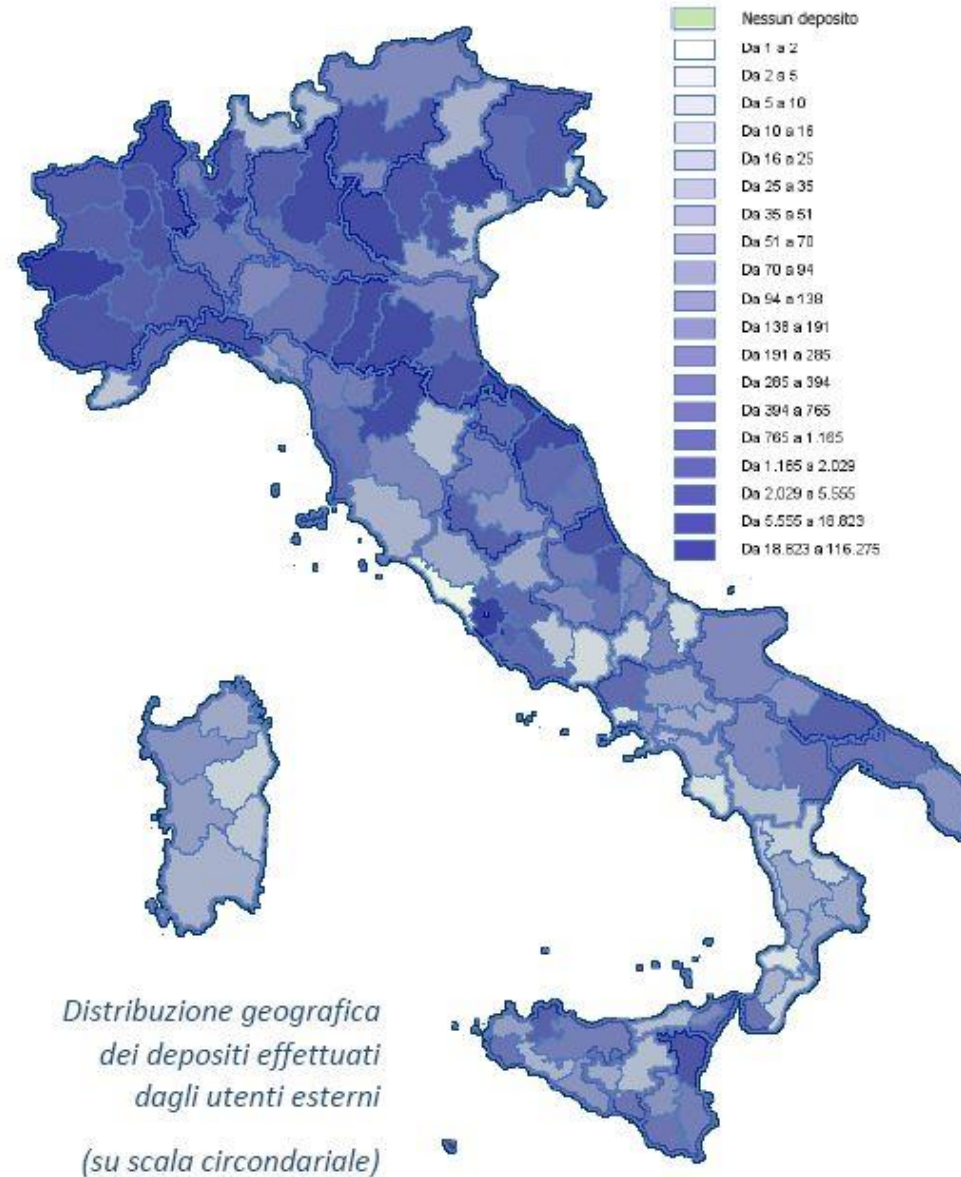 Nessun deposito
Da 1 a 2
Da 2 a 5
Da 5 a 10
Da 10 a 16
Da 16 a 25
Da 25 a 35
Da 35 a 51
Da 51 a 70
Da 70 a 94
Da 94 a 138
Da 138 a 191
Da 191 a 285
Da 285 a 394
Da 394 a 765
Da 765 a 1.165
Da 1.165 a 2.029
Da 2.029 a 5.555
Da 5.555 a 18.823
Da 18.823 a 116.275
Distribuzione geografica
dei depositi effettuati
dagli utenti esterni
(su scala circondariale)